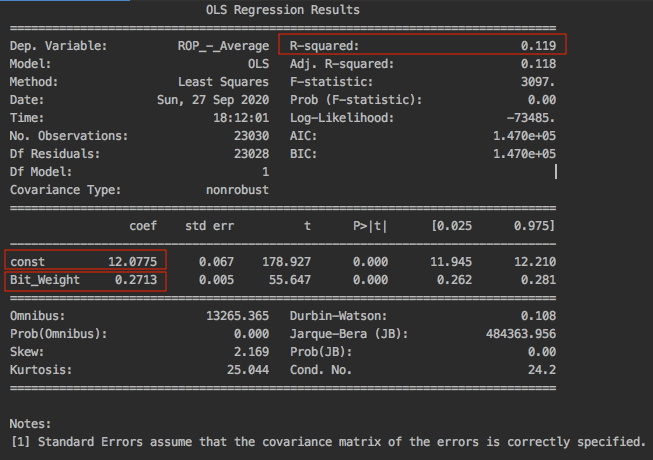 OLS Regression Results
Dep. Variable: ROP_-_Average R-squared: 0.119
Model: OLS Adj. R-squared: 0.118
Method: Least Squares F-statistic: 3097.
Date: Sun, 27 Sep 2020 Prob (F-statistic): 0.00
Time: 18:12:01 Log-Likelihood: -73485.
No. Observations: 23030 AIC: 1.470e+05
Df Residuals: 23028 BIC: 1.470e+05
Df Model: 1
Covariance Type: nonrobust
coef std err t P>|t| [0.025 0.975]
const 12.0775 0.067 178.927 0.000 11.945 12.210
Bit_Weight 0.2713 0.005 55.647 0.000 0.262 0.281
Omnibus: 13265.365 Durbin-Watson: 0.108
Prob(Omnibus): 0.000 Jarque-Bera (JB): 484363.956
Skew: 2.169 Prob(JB): 0.00
Kurtosis: 25.044 Cond. No. 24.2
Notes:
[1] Standard Errors assume that the covariance matrix of the errors is correctly specified.